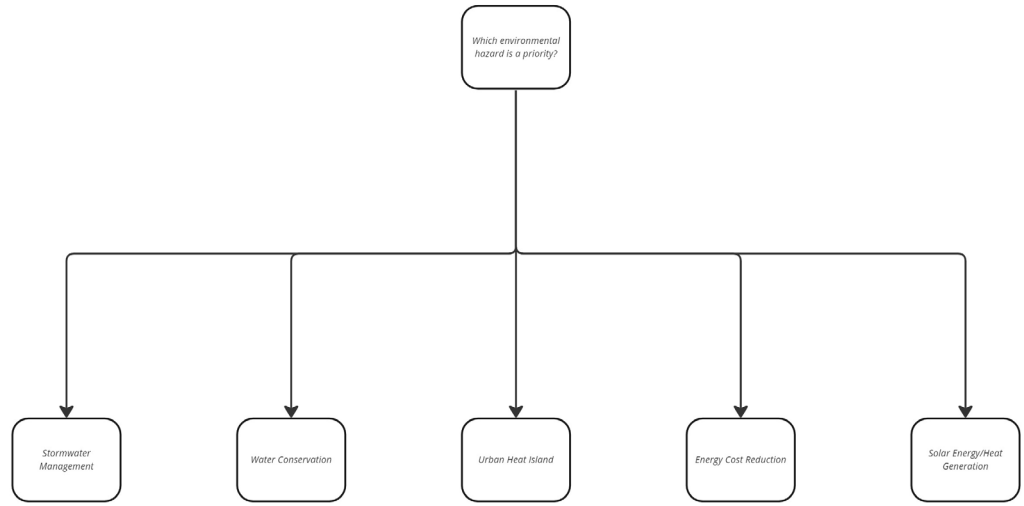 Which environmental
hazard is a priority?
Stormwater
Management
Water Conservation
Urban Heat Island
Energy Cost Reduction
Solar Energy/Heat
Generation